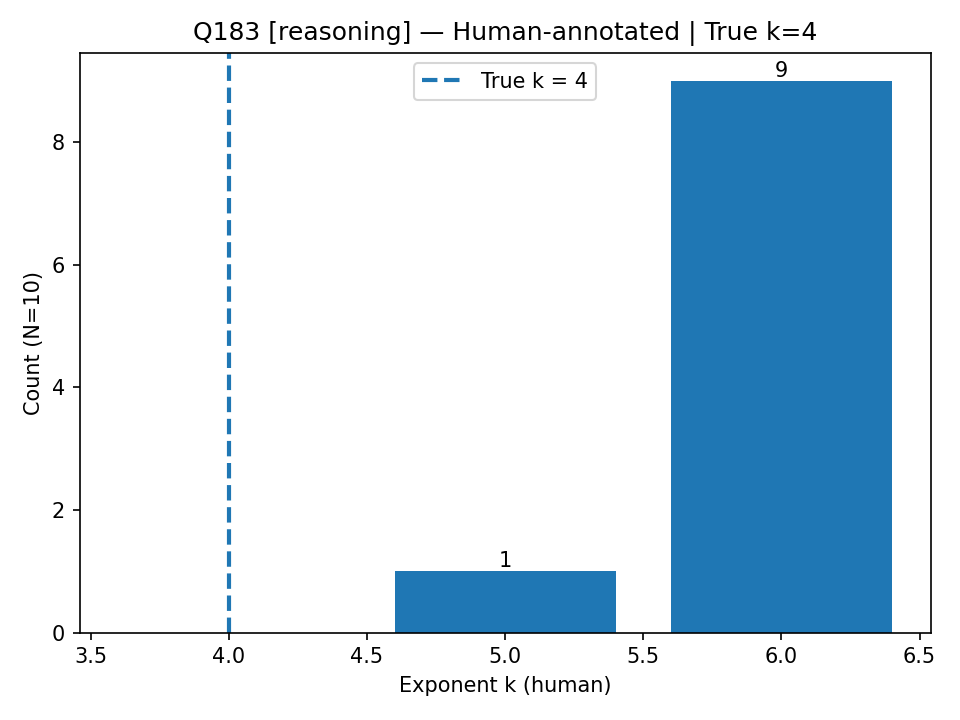 Q183 [reasoning] — Human-annotated | True k=4
True k = 4
9
1
8
6
4
2
0
Count (N=10)
3.5 4.0 4.5 5.0 5.5 6.0 6.5
Exponent k (human)